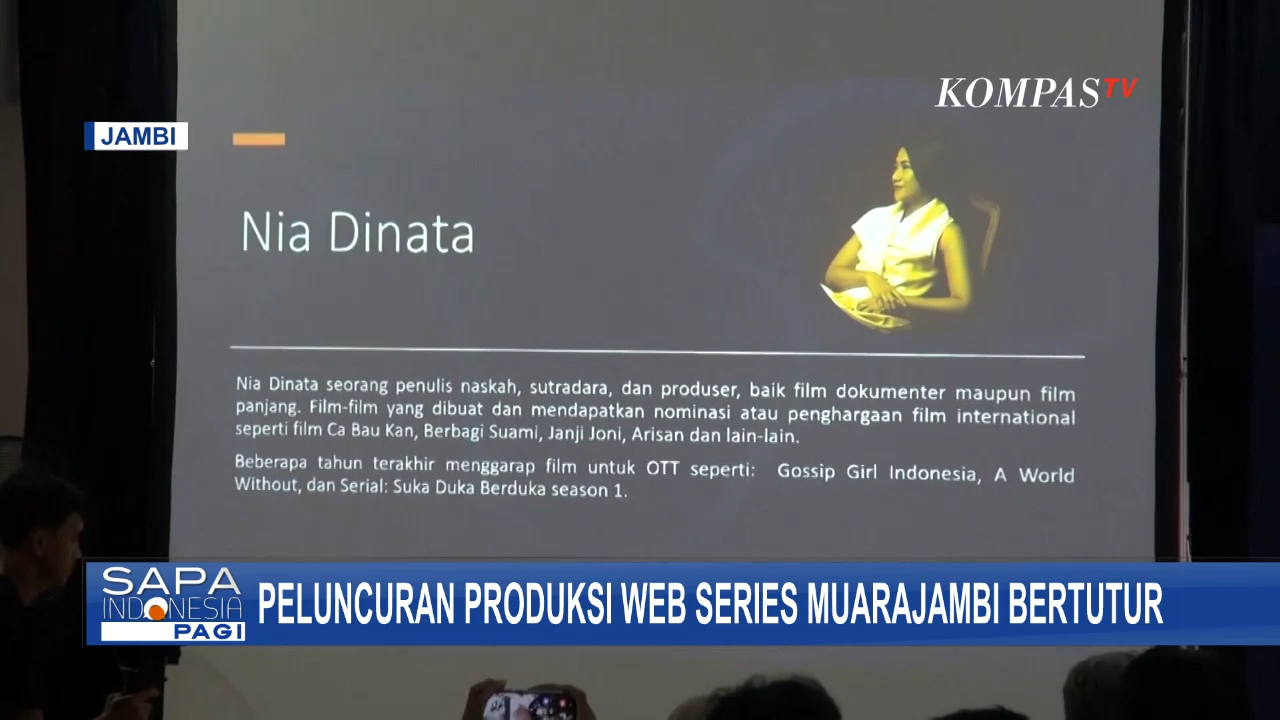 KOMPASTV
JAMBI
Nia Dinata
Nia Dinata seorang penulis naskah, sutradara, dan produser, baik film dokumenter maupun film
panjang. Film-film yang dibuat dan mendapatkan nominasi atau penghargaan film international
seperti film Ca Bau Kan, Berbagi Suami, Janji Joni, Arisan dan lain-lain.
Beberapa tahun terakhir menggarap film untuk OTT seperti: Gossip Girl Indonesia, A World
Without, dan Serial: Suka Duka Berduka season 1.
SAPA
INDONESIA
PAGI
PELUNCURAN PRODUKSI WEB SERIES MUARAJAMBI BERTUTUR